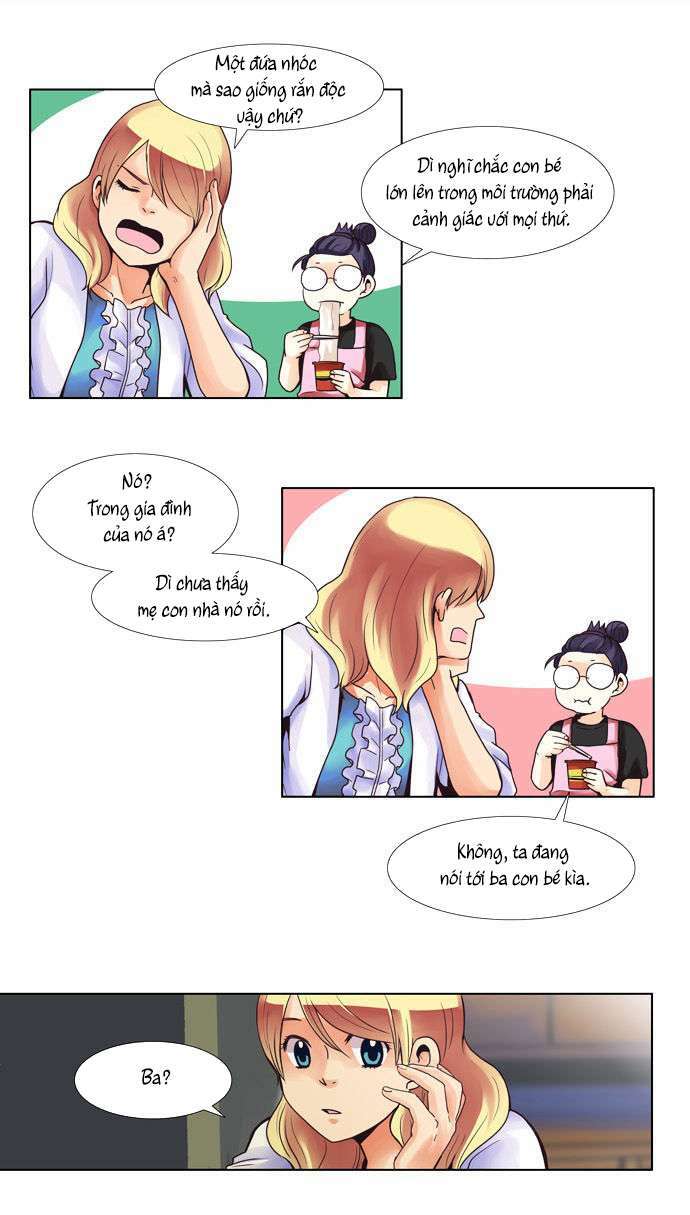 Một đứa nhóc
mà sao giống rắn độc
vậy chứ?
Dì nghĩ chắc con bé
lớn lên trong môi trường phải
cảnh giác với mọi thứ.
Nó?
Trong gia đình
của nó á?
Dì chưa thấy
mẹ con nhà nó rồi.
Không, ta đang
nói tới ba con bé kìa.
Ba?